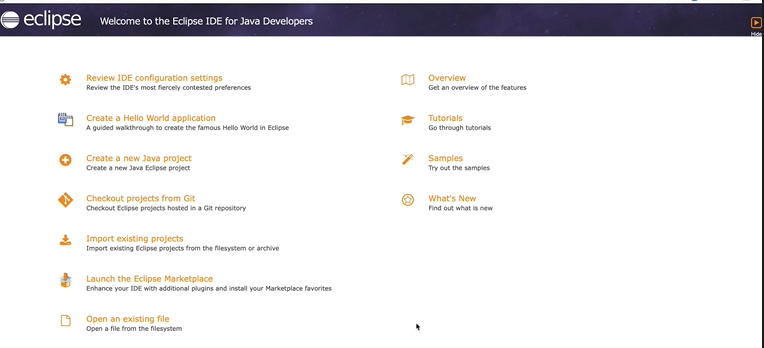 eclipse
Welcome to the Eclipse IDE for Java Developers
Hide
Review IDE configuration settings
Review the IDE's most fiercely contested preferences
Create a Hello World application
A guided walkthrough to create the famous Hello World in Eclipse
Create a new Java project
Create a new Java Eclipse project
Checkout projects from Git
Checkout Eclipse projects hosted in a Git repository
Import existing projects
Import existing Eclipse projects from the filesystem or archive
Launch the Eclipse Marketplace
Enhance your IDE with additional plugins and install your Marketplace favorites
Open an existing file
Open a file from the filesystem
Overview
Get an overview of the features
Tutorials
Go through tutorials
Samples
Try out the samples
What's New
Find out what is new